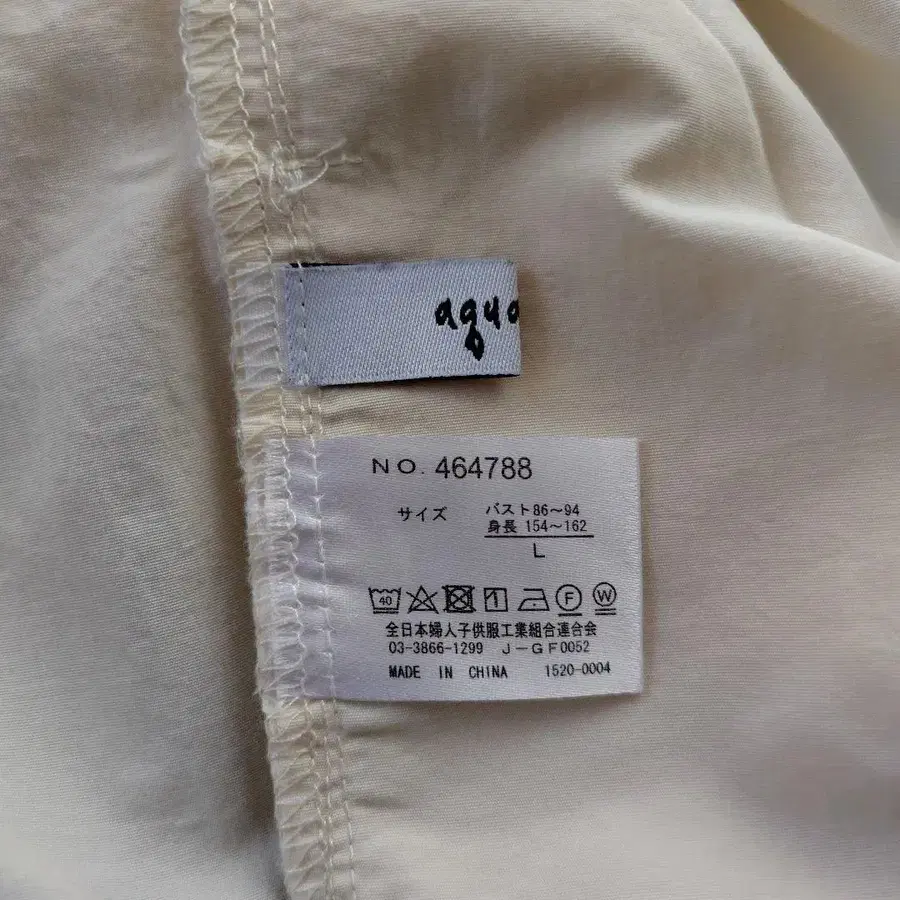 aqua
NO. 464788
サイズ バスト86～94
身長 154～162
L
40 1 F W
全日本婦人子供服工業組合連合会
03-3866-1299 J-GF0052
MADE IN CHINA 1520-0004